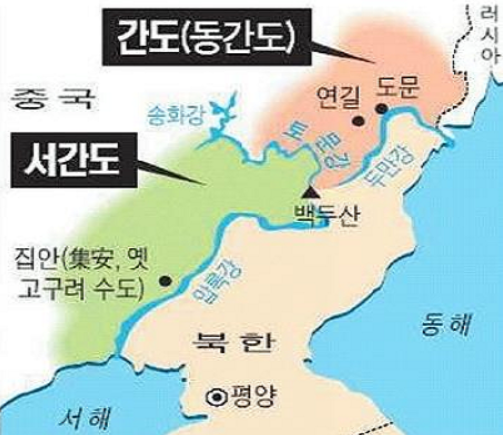 간도(동간도)
러시아
중국
송화강
연길
도문
토문강
두만강
서간도
백두산
집안(集安, 옛
고구려 수도)
압록강
북한
동해
평양
서해